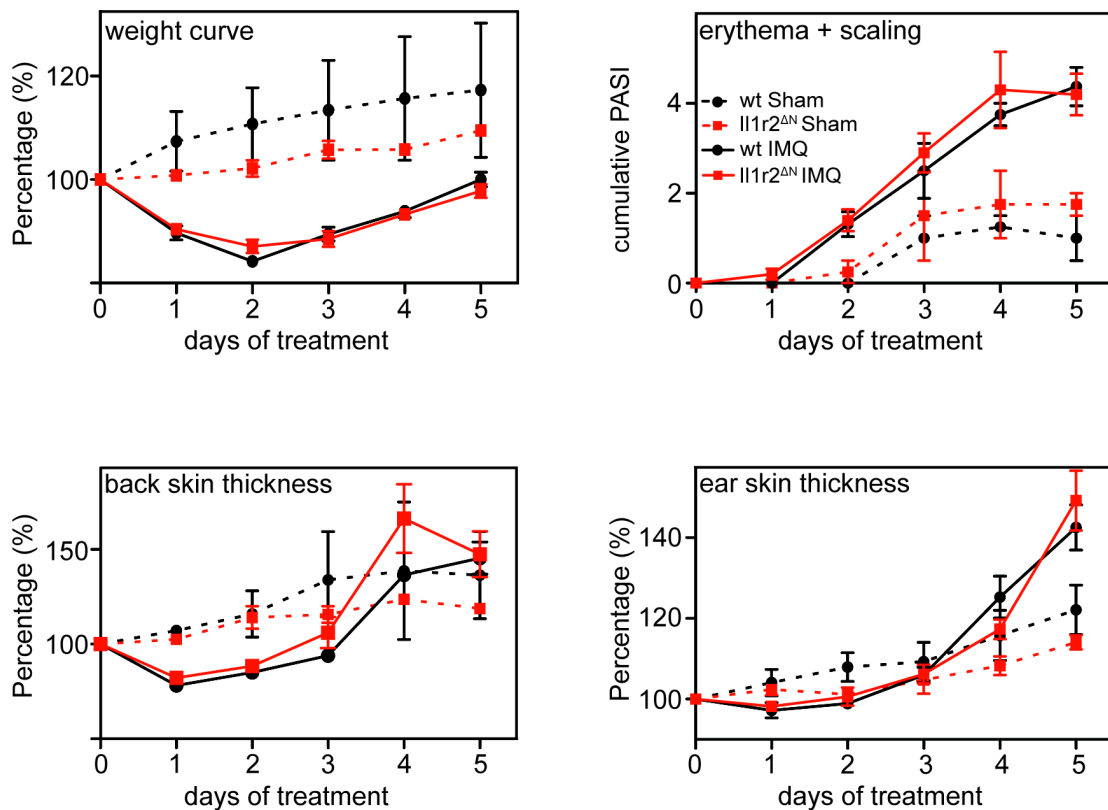 weight curve
Percentage (%)
120
100
0 1 2 3 4 5
days of treatment
erythema + scaling
cumulative PASI
4
2
0
wt Sham
Il1r2ΔN Sham
wt IMQ
Il1r2ΔN IMQ
0 1 2 3 4 5
days of treatment
back skin thickness
Percentage (%)
150
100
0 1 2 3 4 5
days of treatment
ear skin thickness
Percentage (%)
140
120
100
0 1 2 3 4 5
days of treatment